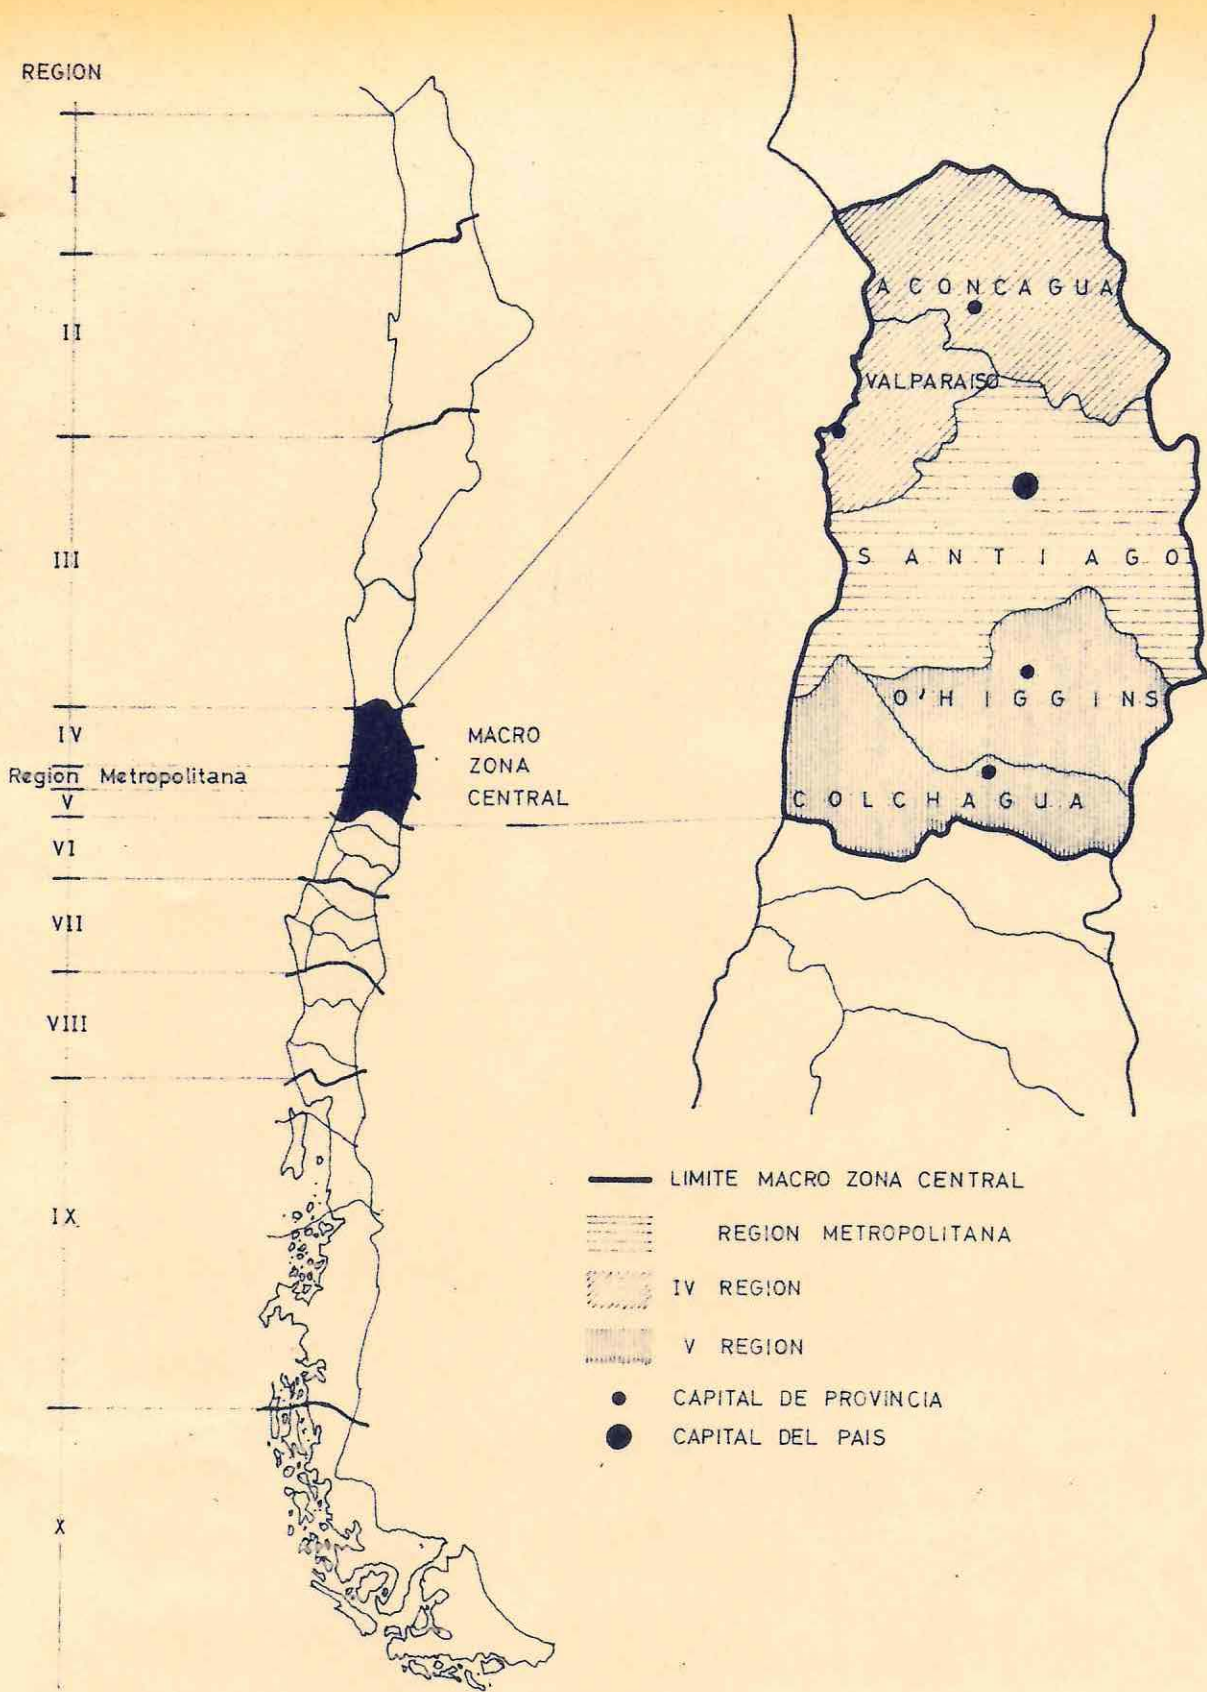 REGION
I
II
III
IV
Region Metropolitana
V
VI
VII
VIII
IX
X
MACRO
ZONA
CENTRAL
ACONCAGUA
VALPARAISO
SANTIAGO
O'HIGGINS
COLCHAGUA
LIMITE MACRO ZONA CENTRAL
REGION METROPOLITANA
IV REGION
V REGION
CAPITAL DE PROVINCIA
CAPITAL DEL PAIS